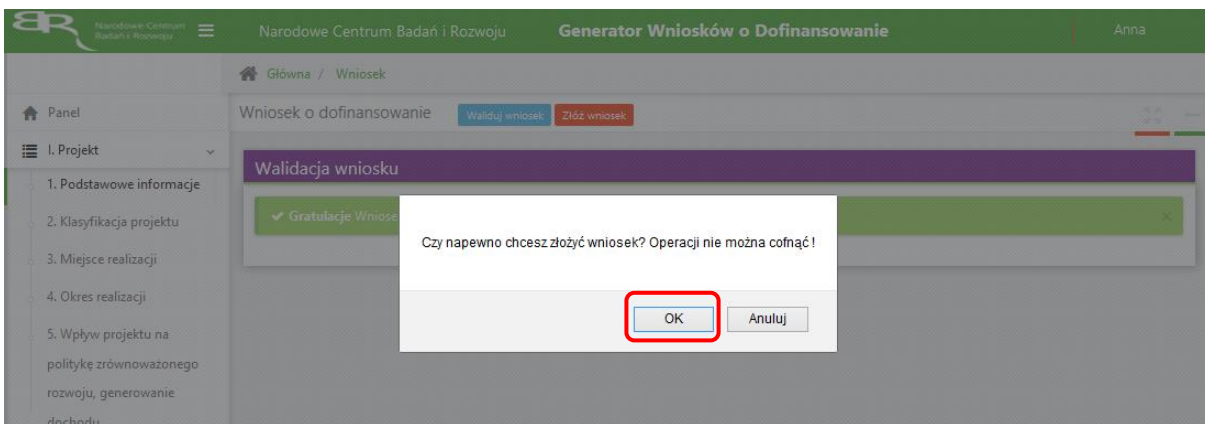 Narodowe Centrum
Badań i Rozwoju
Narodowe Centrum Badań i Rozwoju Generator Wniosków o Dofinansowanie Anna
Główna / Wniosek
Panel
Wniosek o dofinansowanie Waliduj wniosek Złóż wniosek
I. Projekt
Walidacja wniosku
1. Podstawowe informacje
2. Klasyfikacja projektu
Gratulacje Wniose
Czy napewno chcesz złożyć wniosek? Operacji nie można cofnąć !
3. Miejsce realizacji
4. Okres realizacji
OK Anuluj
5. Wpływ projektu na
politykę zrównoważonego
rozwoju, generowanie
dochodu